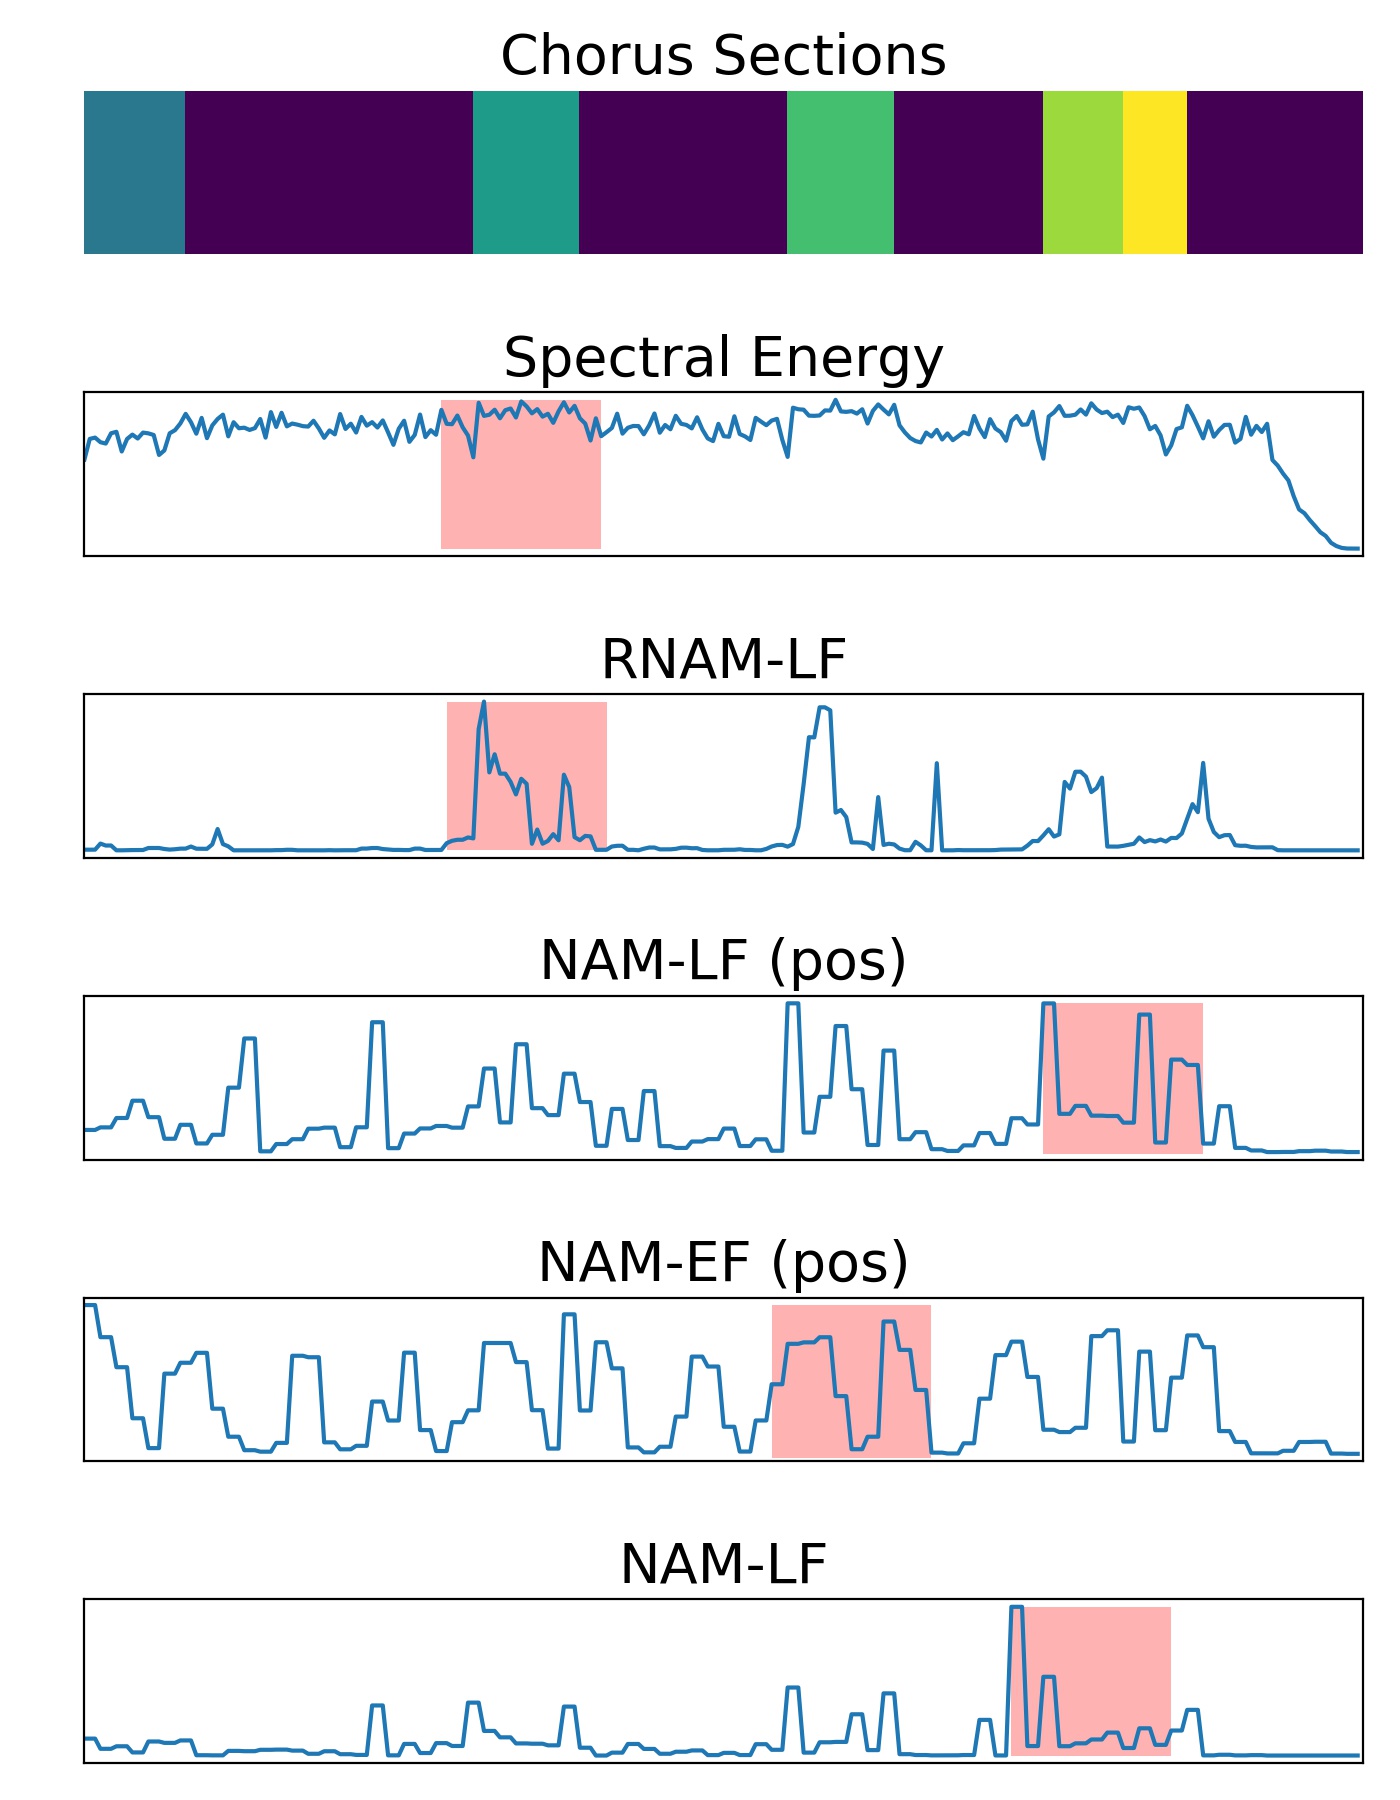 Chorus Sections
Spectral Energy
RNAM-LF
NAM-LF (pos)
NAM-EF (pos)
NAM-LF